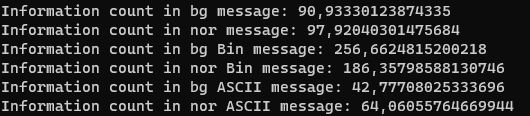 Information count in bg message: 90,93330123874335
Information count in nor message: 97,92040301475684
Information count in bg Bin message: 256,6624815200218
Information count in nor Bin message: 186,35798588130746
Information count in bg ASCII message: 42,77708025333696
Information count in nor ASCII message: 64,06055764669944